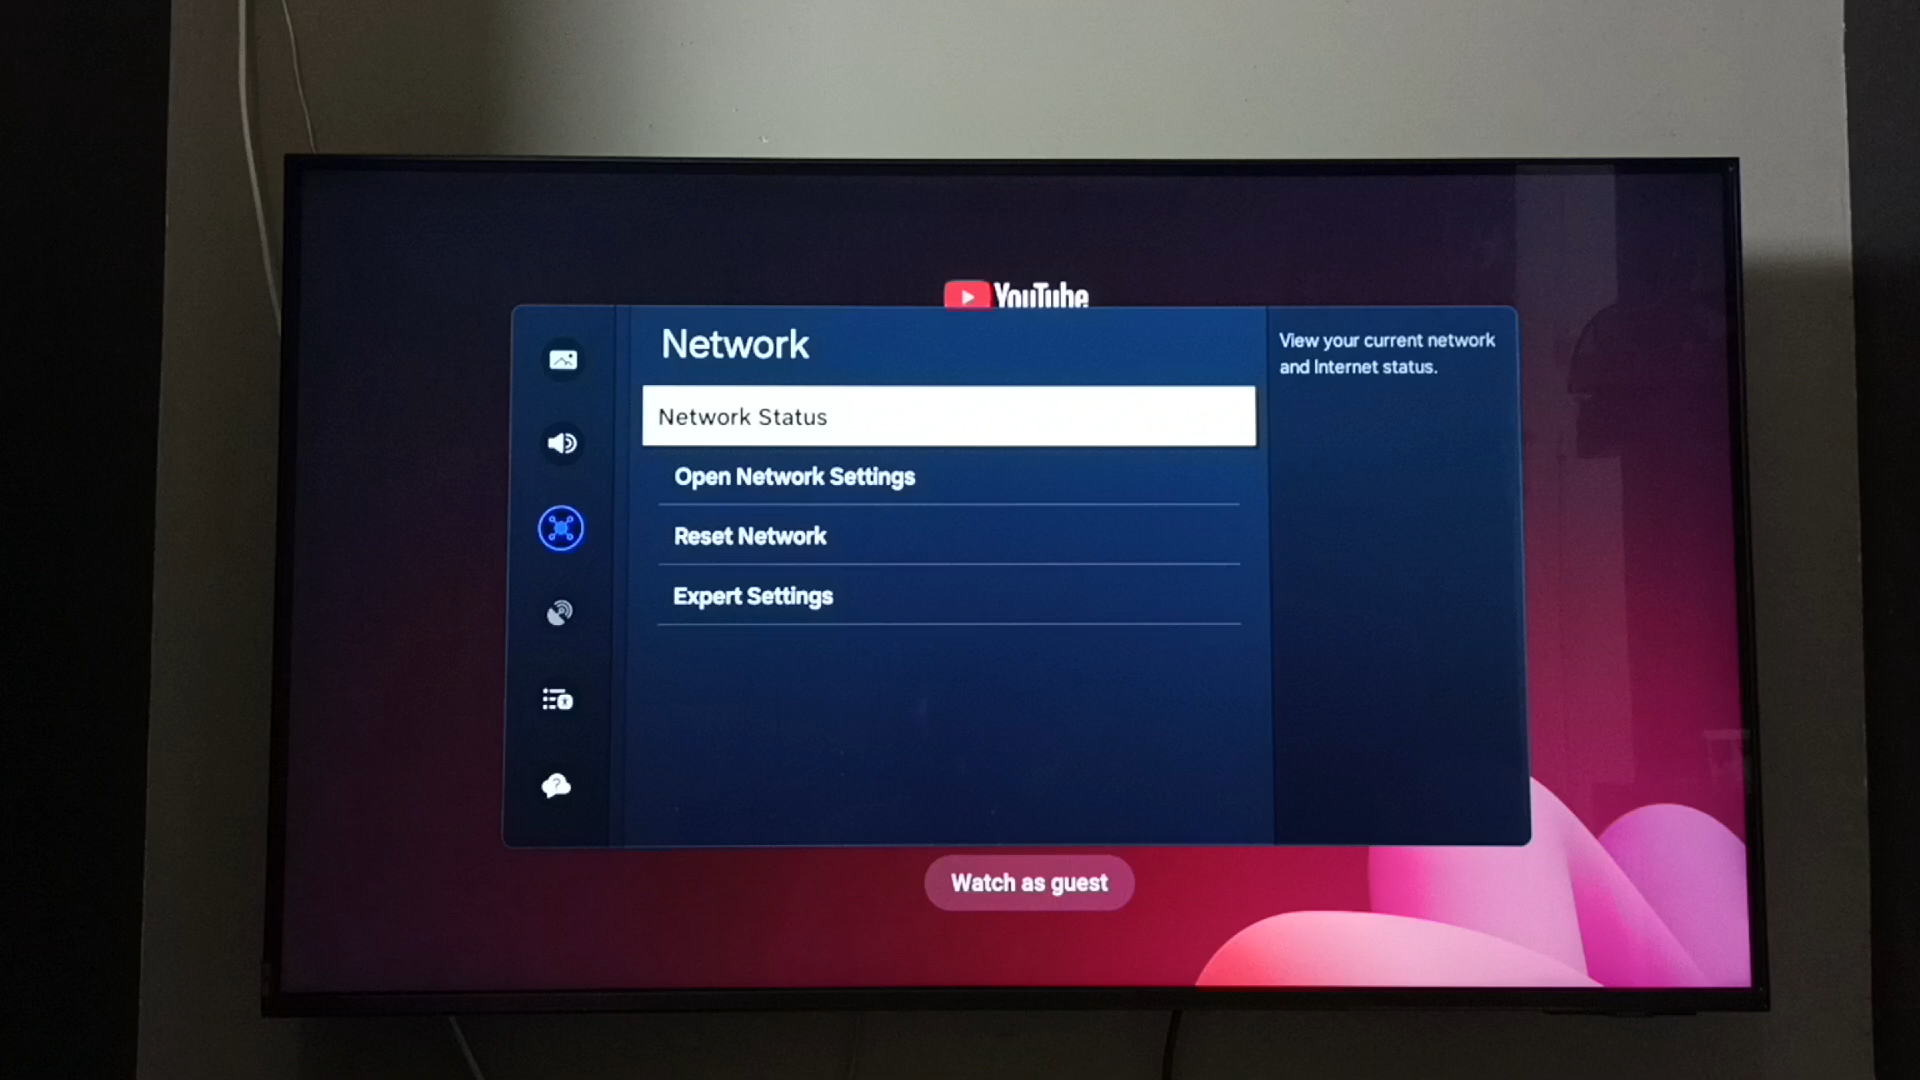 YouTube
Network
Network Status
Open Network Settings
Reset Network
Expert Settings
View your current network
and Internet status.
Watch as guest